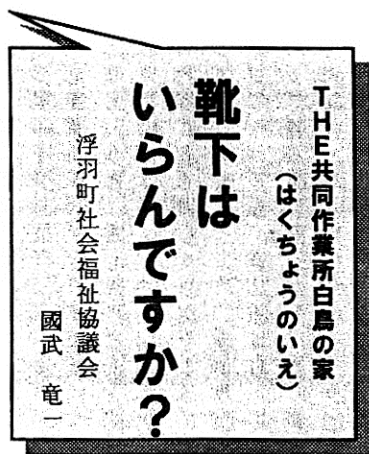 THE共同作業所白鳥の家
(はくちょうのいえ)
靴下は
いらんですか?
浮羽町社会福祉協議会
國武 竜一